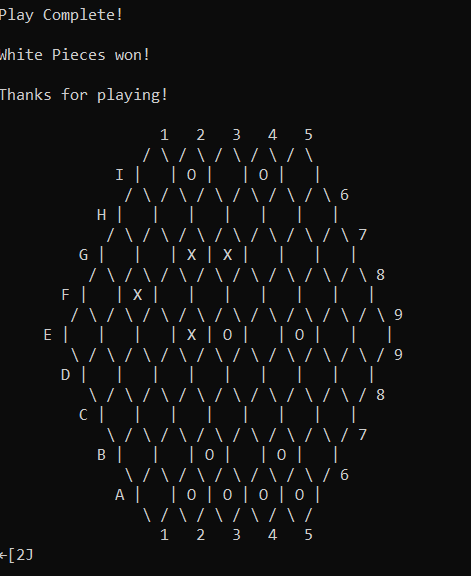 Play Complete!
White Pieces won!
Thanks for playing!
1   2   3   4   5
/ \ / \ / \ / \ / \
I |   | O |   | O |   |
/ \ / \ / \ / \ / \ / \ 6
H |   |   |   |   |   |   |
/ \ / \ / \ / \ / \ / \ / \ 7
G |   |   | X | X |   |   |   |
/ \ / \ / \ / \ / \ / \ / \ / \ 8
F |   | X |   |   |   |   |   |   |
/ \ / \ / \ / \ / \ / \ / \ / \ / \ 9
E |   |   |   | X | O |   | O |   |   |
\ / \ / \ / \ / \ / \ / \ / \ / \ / 9
D |   |   |   |   |   |   |   |   |
\ / \ / \ / \ / \ / \ / \ / \ / 8
C |   |   |   |   |   |   |   |
\ / \ / \ / \ / \ / \ / \ / 7
B |   |   | O |   | O |   |
\ / \ / \ / \ / \ / \ / 6
A |   | O | O | O | O |
\ / \ / \ / \ / \ /
1   2   3   4   5
←[2J